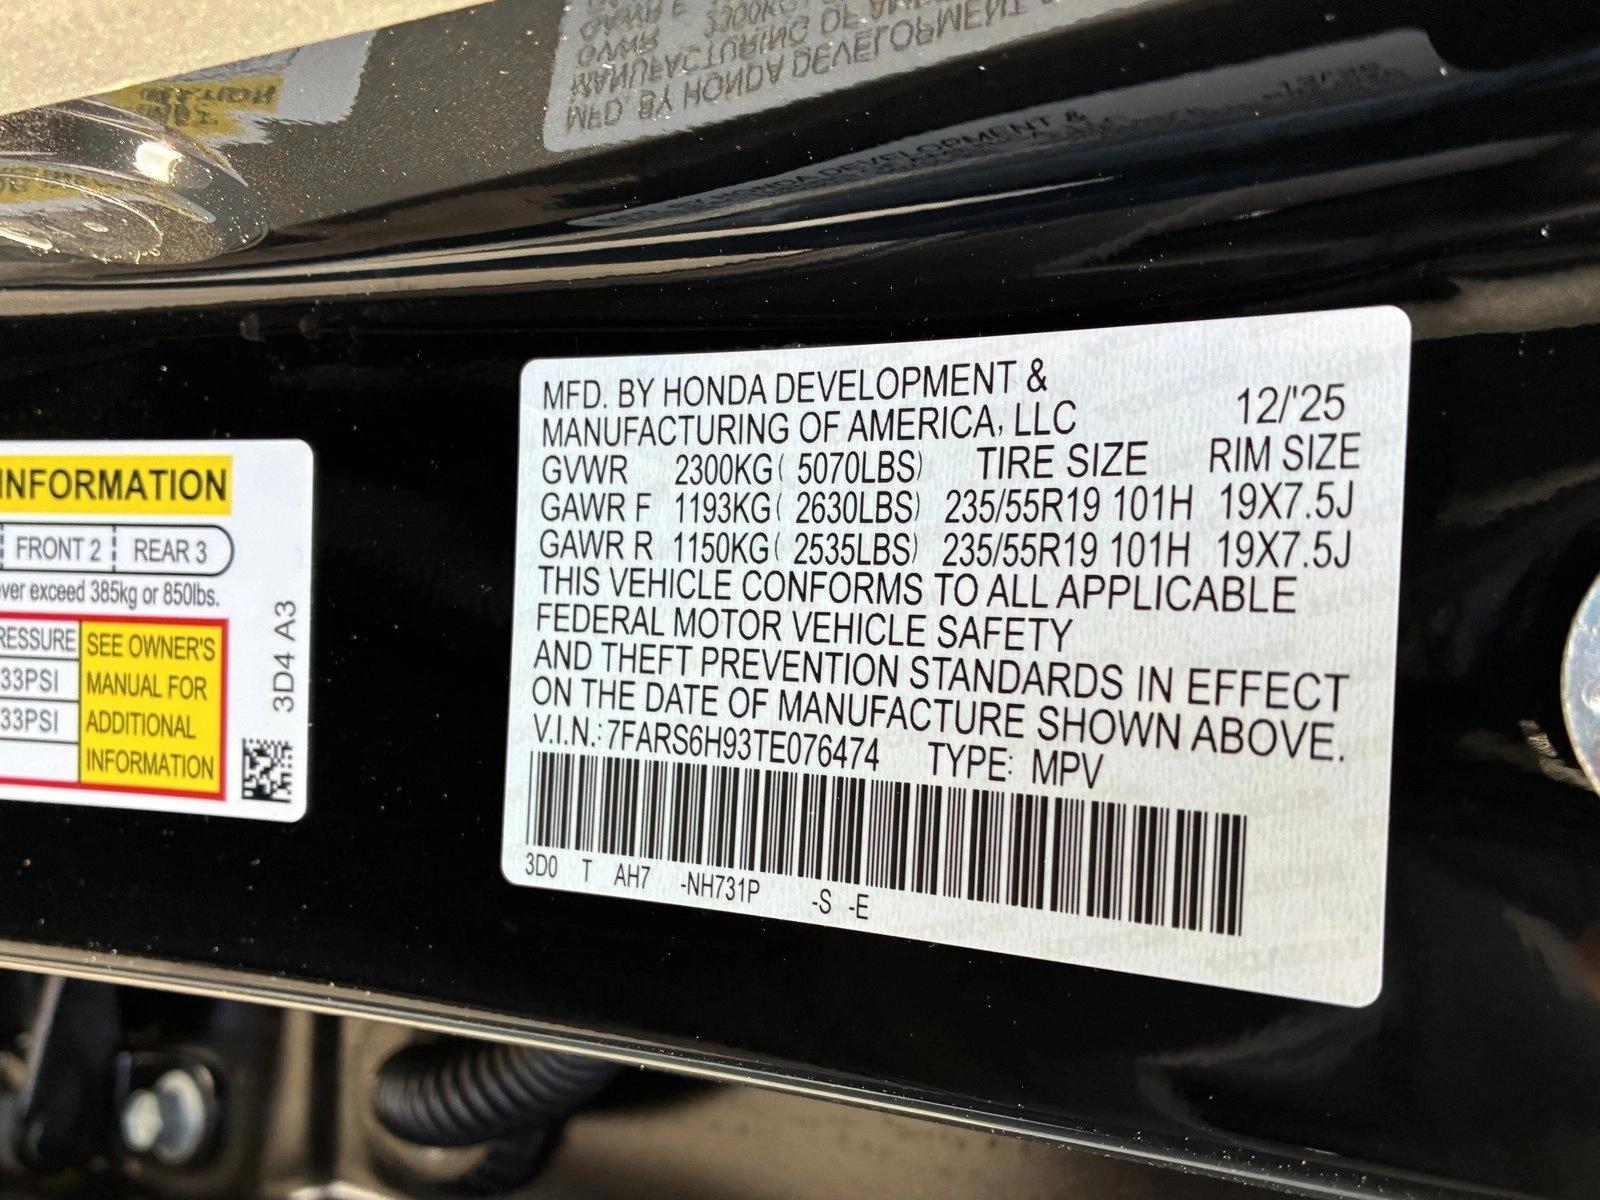 INFORMATION
FRONT 2 REAR 3
ver exceed 385kg or 850lbs.
RESSURE
33PSI
33PSI
SEE OWNER'S
MANUAL FOR
ADDITIONAL
INFORMATION
3D4 A3
MFD. BY HONDA DEVELOPMENT &
MANUFACTURING OF AMERICA, LLC 12/'25
GVWR 2300KG( 5070LBS) TIRE SIZE RIM SIZE
GAWR F 1193KG( 2630LBS) 235/55R19 101H 19X7.5J
GAWR R 1150KG( 2535LBS) 235/55R19 101H 19X7.5J
THIS VEHICLE CONFORMS TO ALL APPLICABLE
FEDERAL MOTOR VEHICLE SAFETY
AND THEFT PREVENTION STANDARDS IN EFFECT
ON THE DATE OF MANUFACTURE SHOWN ABOVE.
V.I.N.: 7FARS6H93TE076474 TYPE: MPV
3D0 T AH7 -NH731P -S -E